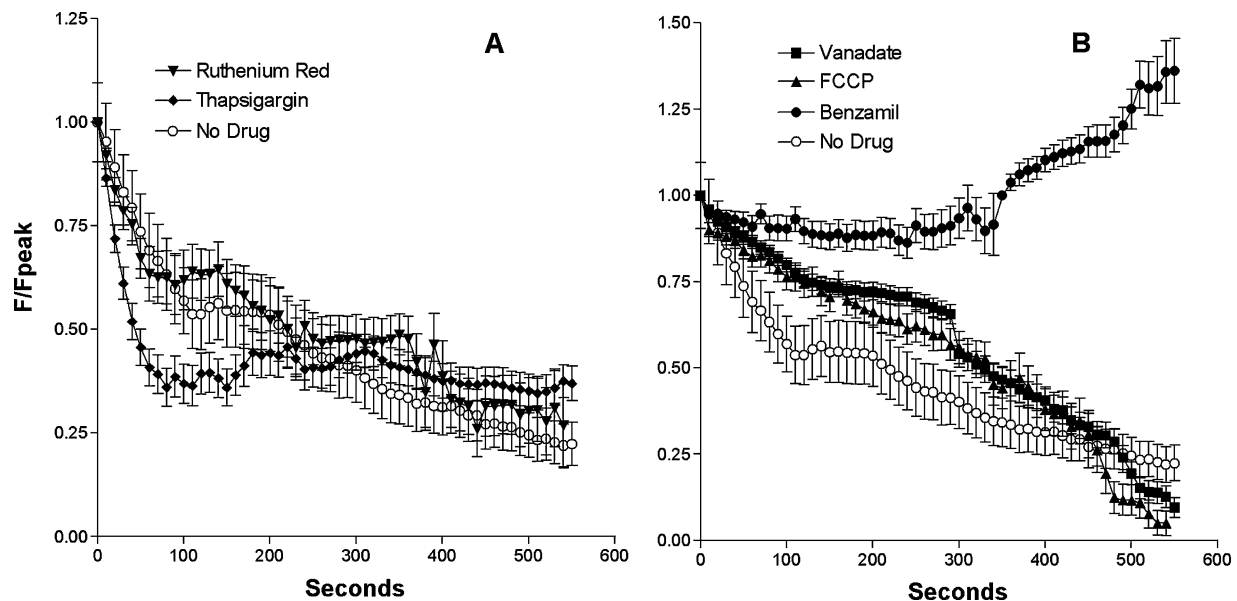 A
Ruthenium Red
Thapsigargin
No Drug
1.25
1.00
0.75
0.50
0.25
0.00
F/Fpeak
0 100 200 300 400 500 600
Seconds
B
Vanadate
FCCP
Benzamil
No Drug
1.50
1.25
1.00
0.75
0.50
0.25
0.00
0 100 200 300 400 500 600
Seconds